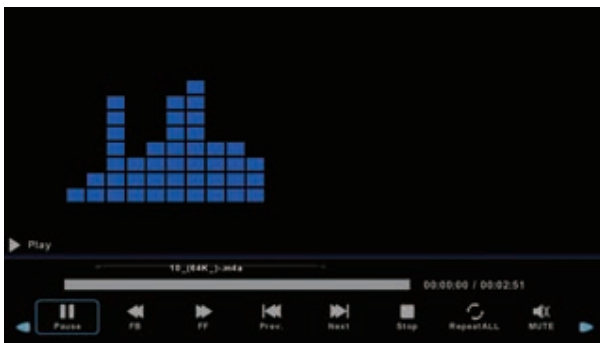 Play
10_(64K_)-.m4a
00:00:00 / 00:02:51
Pause FB FF Prev. Next Stop RepeatALL MUTE